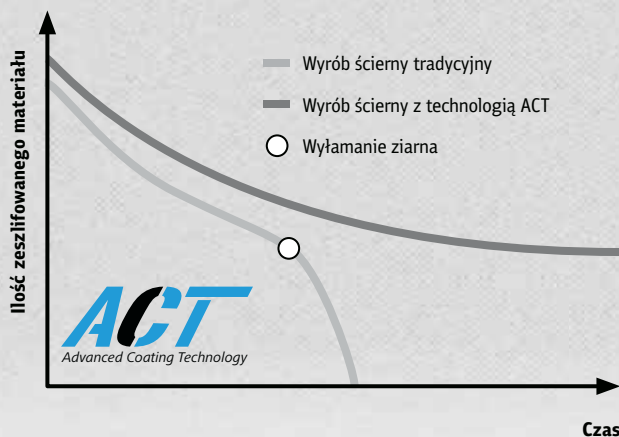 Ilość zeszlifowanego materiału
Wyrób ścierny tradycyjny
Wyrób ścierny z technologią ACT
Wyłamanie ziarna
ACT
Advanced Coating Technology
Czas